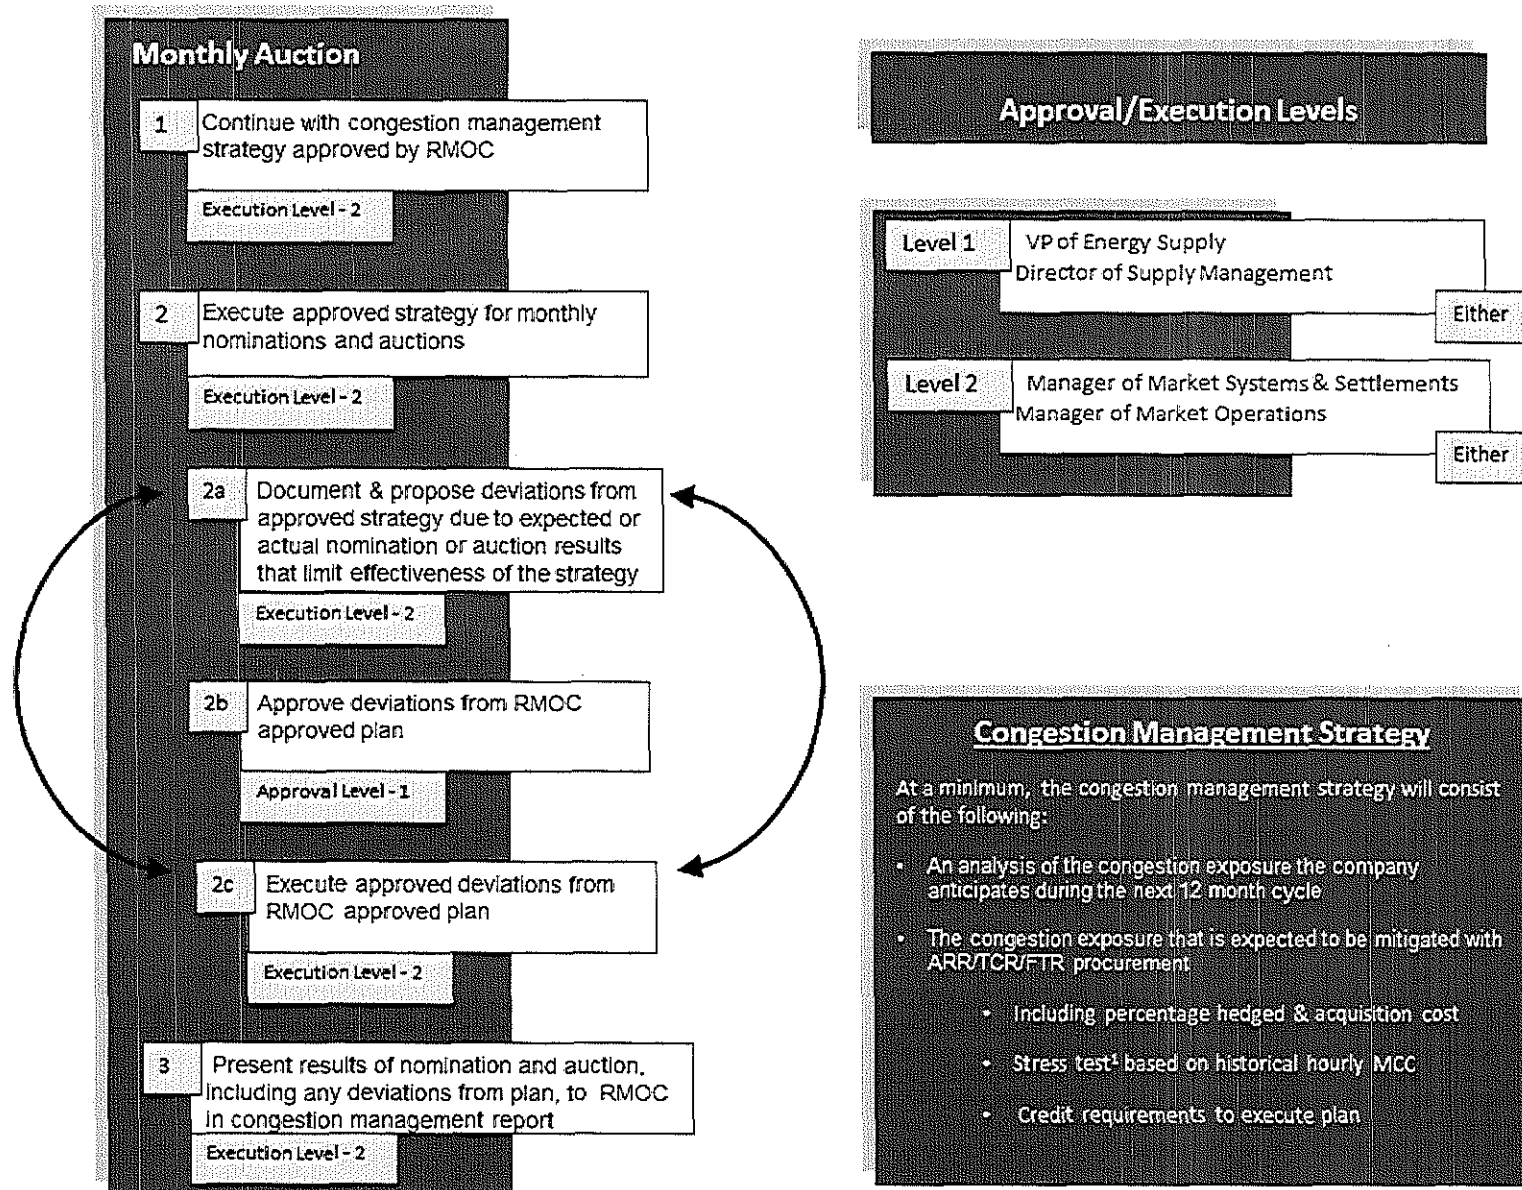 Monthly Auction
1
Continue with congestion management
strategy approved by RMOC
Execution Level - 2
2
Execute approved strategy for monthly
nominations and auctions
Execution Level - 2
2a
Document & propose deviations from
approved strategy due to expected or
actual nomination or auction results
that limit effectiveness of the strategy
Execution Level - 2
2b
Approve deviations from RMOC
approved plan
Approval Level - 1
2c
Execute approved deviations from
RMOC approved plan
Execution Level - 2
3
Present results of nomination and auction,
including any deviations from plan, to RMOC
in congestion management report
Execution Level - 2
Approval/Execution Levels
Level 1
VP of Energy Supply
Director of Supply Management
Either
Level 2
Manager of Market Systems & Settlements
Manager of Market Operations
Either
Congestion Management Strategy
At a minimum, the congestion management strategy will consist
of the following:
• An analysis of the congestion exposure the company
anticipates during the next 12 month cycle
• The congestion exposure that is expected to be mitigated with
ARR/TCR/FTR procurement
• Including percentage hedged & acquisition cost
• Stress test¹ based on historical hourly MCC
• Credit requirements to execute plan